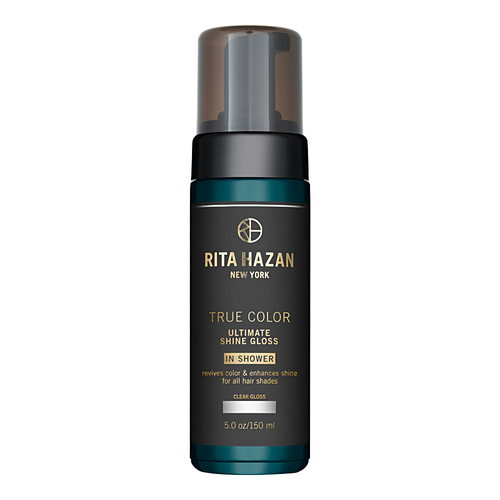 RITA HAZAN
NEW YORK
TRUE COLOR
ULTIMATE
SHINE GLOSS
IN SHOWER
revives color & enhances shine
for all hair shades
CLEAR GLOSS
5.0 oz/150 ml